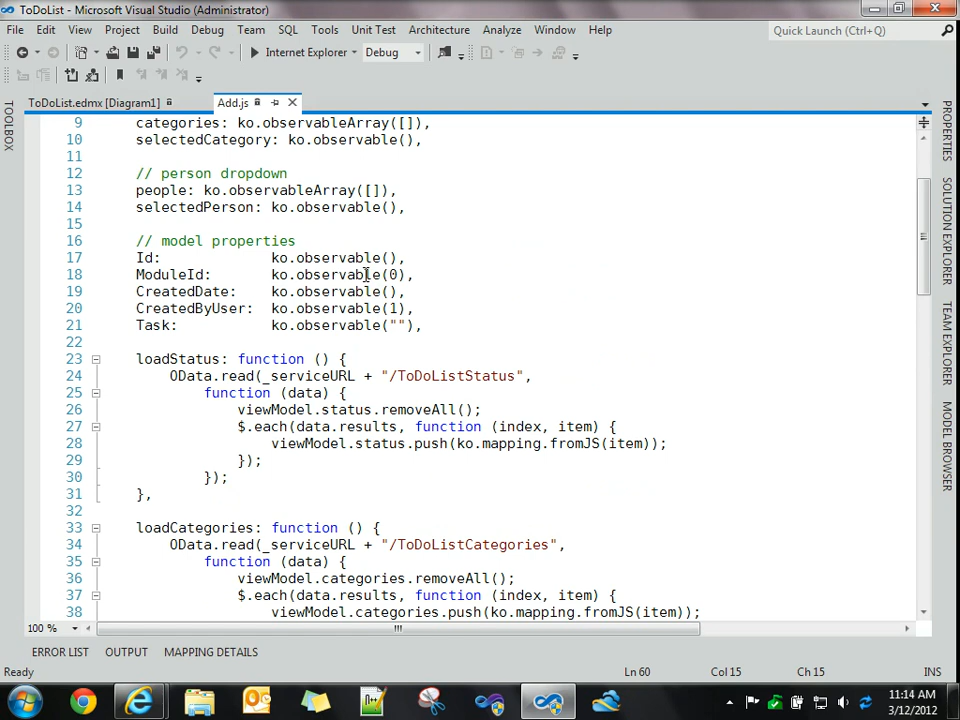 ToDoList - Microsoft Visual Studio (Administrator)
File Edit View Project Build Debug Team SQL Tools Unit Test Architecture Analyze Window Help
Quick Launch (Ctrl+Q)
Internet Explorer Debug
ToDoList.edmx [Diagram1] Add.js
TOOLBOX
PROPERTIES
SOLUTION EXPLORER
TEAM EXPLORER
MODEL BROWSER
9 categories: ko.observableArray([]),
10 selectedCategory: ko.observable(),
11
12 // person dropdown
13 people: ko.observableArray([]),
14 selectedPerson: ko.observable(),
15
16 // model properties
17 Id: ko.observable(),
18 ModuleId: ko.observable(0),
19 CreatedDate: ko.observable(),
20 CreatedByUser: ko.observable(1),
21 Task: ko.observable(""),
22
23 loadStatus: function () {
24 OData.read(_serviceURL + "/ToDoListStatus",
25 function (data) {
26 viewModel.status.removeAll();
27 $.each(data.results, function (index, item) {
28 viewModel.status.push(ko.mapping.fromJS(item));
29 });
30 });
31 },
32
33 loadCategories: function () {
34 OData.read(_serviceURL + "/ToDoListCategories",
35 function (data) {
36 viewModel.categories.removeAll();
37 $.each(data.results, function (index, item) {
38 viewModel.categories.push(ko.mapping.fromJS(item));
100 %
ERROR LIST OUTPUT MAPPING DETAILS
Ready Ln 60 Col 15 Ch 15 INS
11:14 AM
3/12/2012